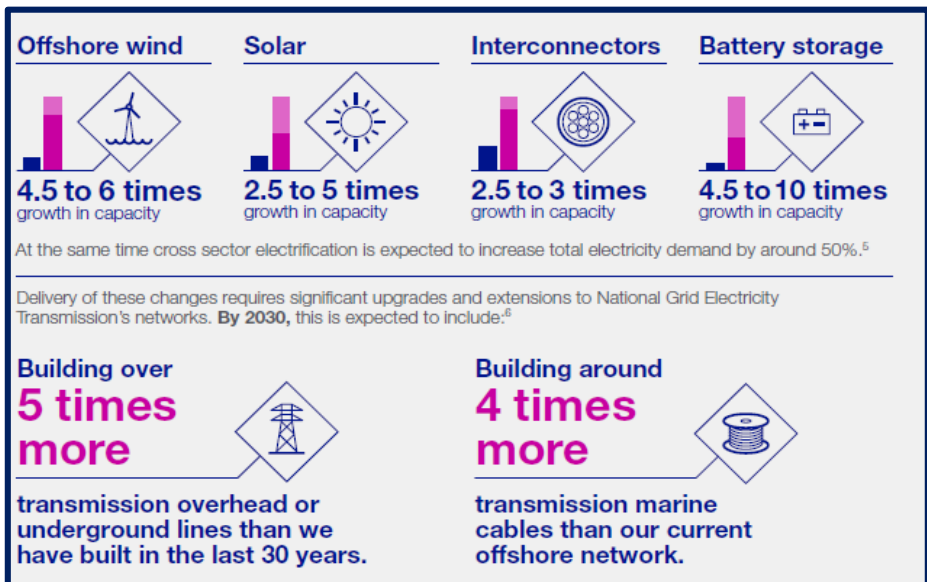 Offshore wind
Solar
Interconnectors
Battery storage
4.5 to 6 times
growth in capacity
2.5 to 5 times
growth in capacity
2.5 to 3 times
growth in capacity
4.5 to 10 times
growth in capacity
At the same time cross sector electrification is expected to increase total electricity demand by around 50%.⁵
Delivery of these changes requires significant upgrades and extensions to National Grid Electricity
Transmission's networks. By 2030, this is expected to include:⁶
Building over
5 times
more
transmission overhead or
underground lines than we
have built in the last 30 years.
Building around
4 times
more
transmission marine
cables than our current
offshore network.